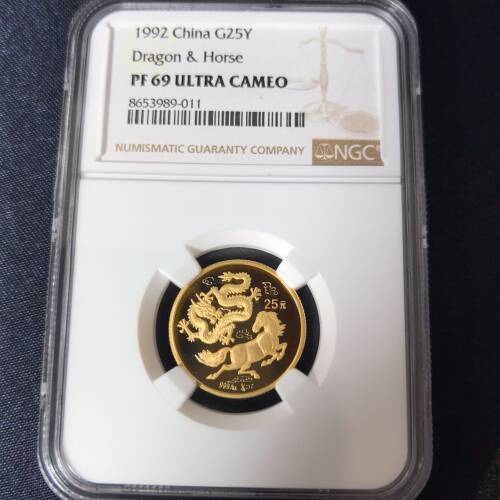 1992 China G25Y
Dragon & Horse
PF 69 ULTRA CAMEO
8653989-011
NUMISMATIC GUARANTY COMPANY
NGC
25元